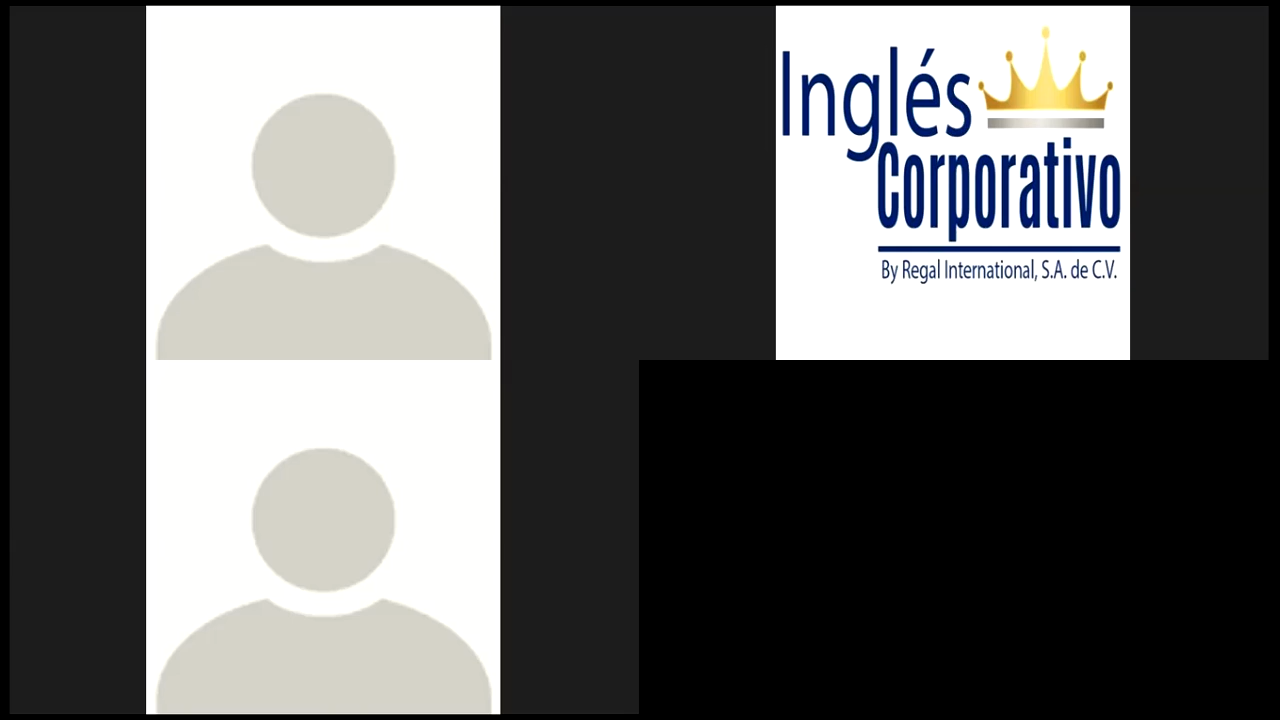 Inglés
Corporativo
By Regal International, S.A. de C.V.